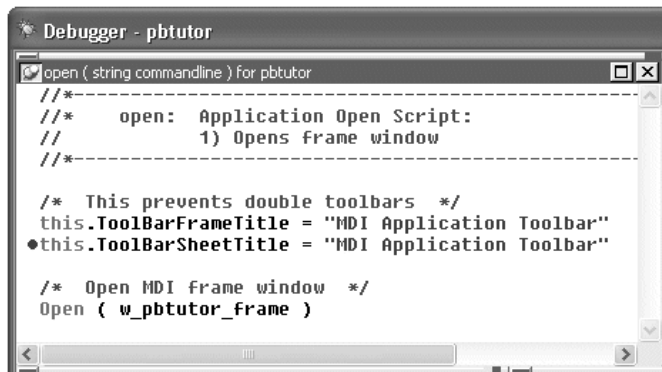 Debugger - pbtutor
open ( string commandline ) for pbtutor
//*-----------------------------------------------------------------
//* open: Application Open Script:
// 1) Opens frame window
//*-----------------------------------------------------------------
/* This prevents double toolbars */
this.ToolBarFrameTitle = "MDI Application Toolbar"
this.ToolBarSheetTitle = "MDI Application Toolbar"
/* Open MDI frame window */
Open ( w_pbtutor_frame )